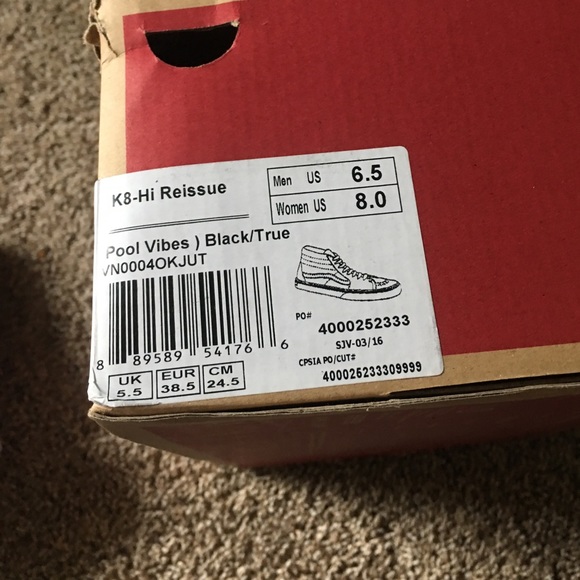 K8-Hi Reissue
Men US 6.5
Women US 8.0
Pool Vibes ) Black/True
VN0004OKJUT
8 89589 54176 6
PO# 4000252333
SJV-03/16
CPSIA PO/CUT#
400025233309999
UK 5.5
EUR 38.5
CM 24.5